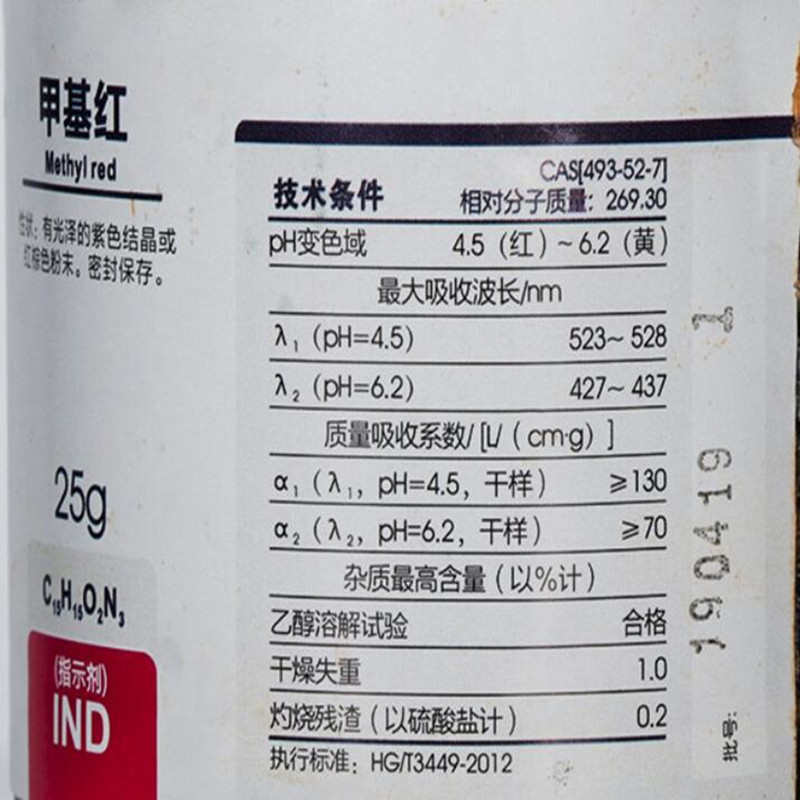 甲基红
Methyl red
性状：有光泽的紫色结晶或
红棕色粉末。密封保存。
25g
C₁₅H₁₅O₂N₃
(指示剂)
IND
CAS[493-52-7]
技术条件 相对分子质量：269.30
pH变色域 4.5（红）~6.2（黄）
最大吸收波长/nm
λ₁（pH=4.5） 523~528
λ₂（pH=6.2） 427~437
质量吸收系数/[L/（cm·g）]
α₁（λ₁，pH=4.5，干样） ≥130
α₂（λ₂，pH=6.2，干样） ≥70
杂质最高含量（以%计）
乙醇溶解试验 合格
干燥失重 1.0
灼烧残渣（以硫酸盐计） 0.2
执行标准：HG/T3449-2012
批号：
190419 1